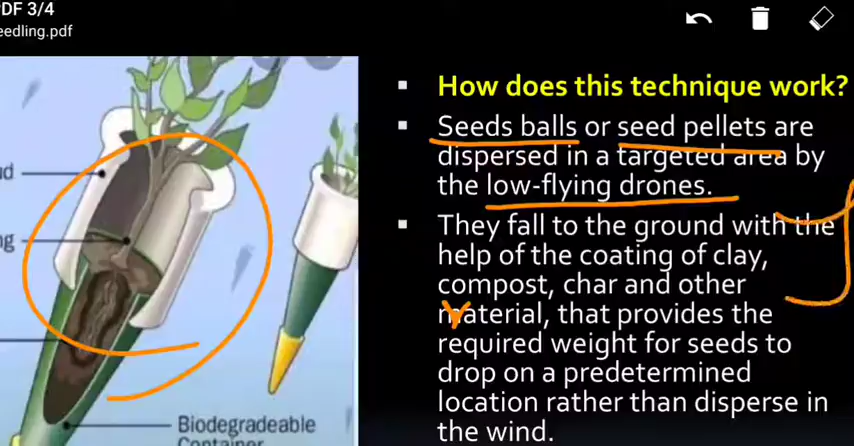 PDF 3/4
eedling.pdf
How does this technique work?
Seeds balls or seed pellets are
dispersed in a targeted area by
the low-flying drones.
They fall to the ground with the
help of the coating of clay,
compost, char and other
material, that provides the
required weight for seeds to
drop on a predetermined
location rather than disperse in
the wind.
ud
ng
Biodegradeable
Container